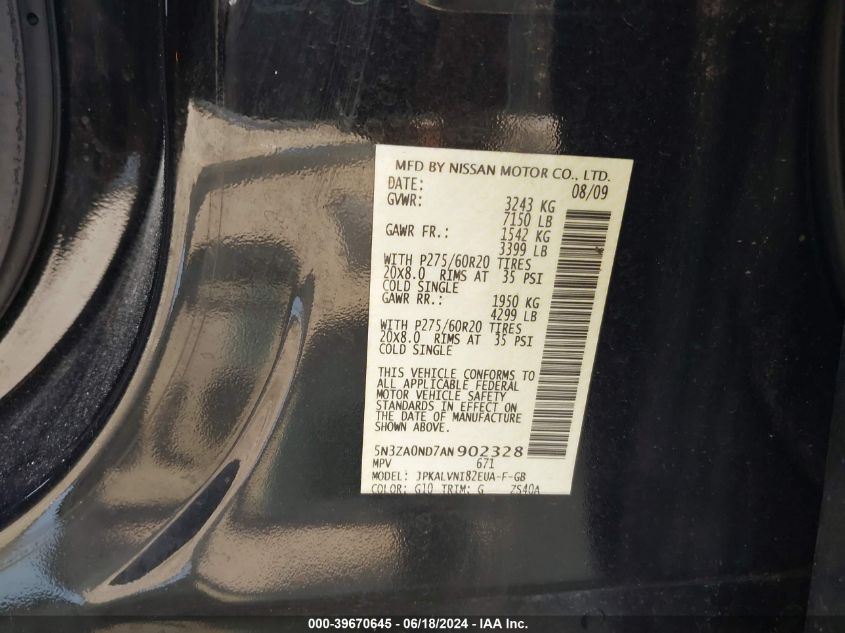 MFD BY NISSAN MOTOR CO., LTD.
DATE: 08/09
GVWR: 3243 KG
7150 LB
GAWR FR.: 1542 KG
3399 LB
WITH P275/60R20 TIRES
20X8.0 RIMS AT 35 PSI
COLD SINGLE
GAWR RR.: 1950 KG
4299 LB
WITH P275/60R20 TIRES
20X8.0 RIMS AT 35 PSI
COLD SINGLE
THIS VEHICLE CONFORMS TO
ALL APPLICABLE FEDERAL
MOTOR VEHICLE SAFETY
STANDARDS IN EFFECT ON
THE DATE OF MANUFACTURE
SHOWN ABOVE.
5N3ZA0ND7AN902328
MPV 671
MODEL: JPKALVNI82EUA-F-GB
COLOR: G10 TRIM: G ZS40A
000-39670645 - 06/18/2024 - IAA Inc.